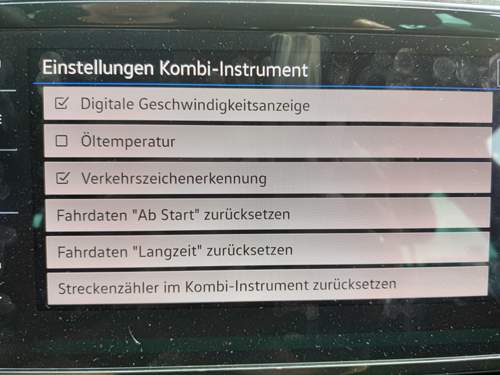 Einstellungen Kombi-Instrument
Digitale Geschwindigkeitsanzeige
Öltemperatur
Verkehrszeichenerkennung
Fahrdaten "Ab Start" zurücksetzen
Fahrdaten "Langzeit" zurücksetzen
Streckenzähler im Kombi-Instrument zurücksetzen